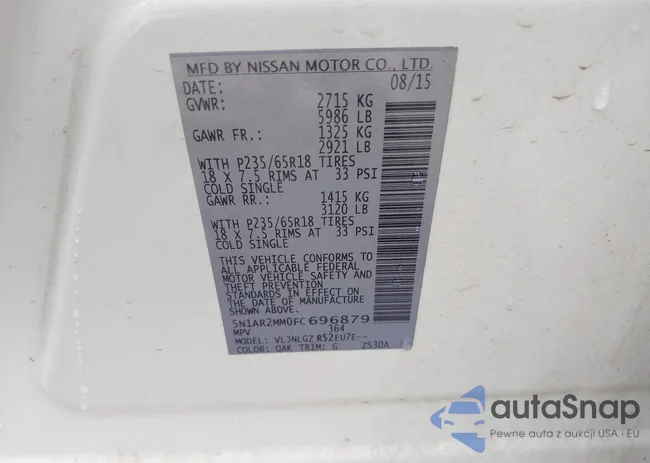 MFD BY NISSAN MOTOR CO., LTD.
DATE: 08/15
GVWR: 2715 KG
5986 LB
GAWR FR.: 1325 KG
2921 LB
WITH P235/65R18 TIRES
18 X 7.5 RIMS AT 33 PSI
COLD SINGLE
GAWR RR.: 1415 KG
3120 LB
WITH P235/65R18 TIRES
18 X 7.5 RIMS AT 33 PSI
COLD SINGLE
THIS VEHICLE CONFORMS TO
ALL APPLICABLE FEDERAL
MOTOR VEHICLE SAFETY AND
THEFT PREVENTION
STANDARDS IN EFFECT ON
THE DATE OF MANUFACTURE
SHOWN ABOVE.
5N1AR2MM0FC696879
MPV 364
MODEL: VLJNLGZ R52EU7E--
COLOR: QAK TRIM: G 2S30A
autaSnap
Pewne auta z aukcji USA i EU